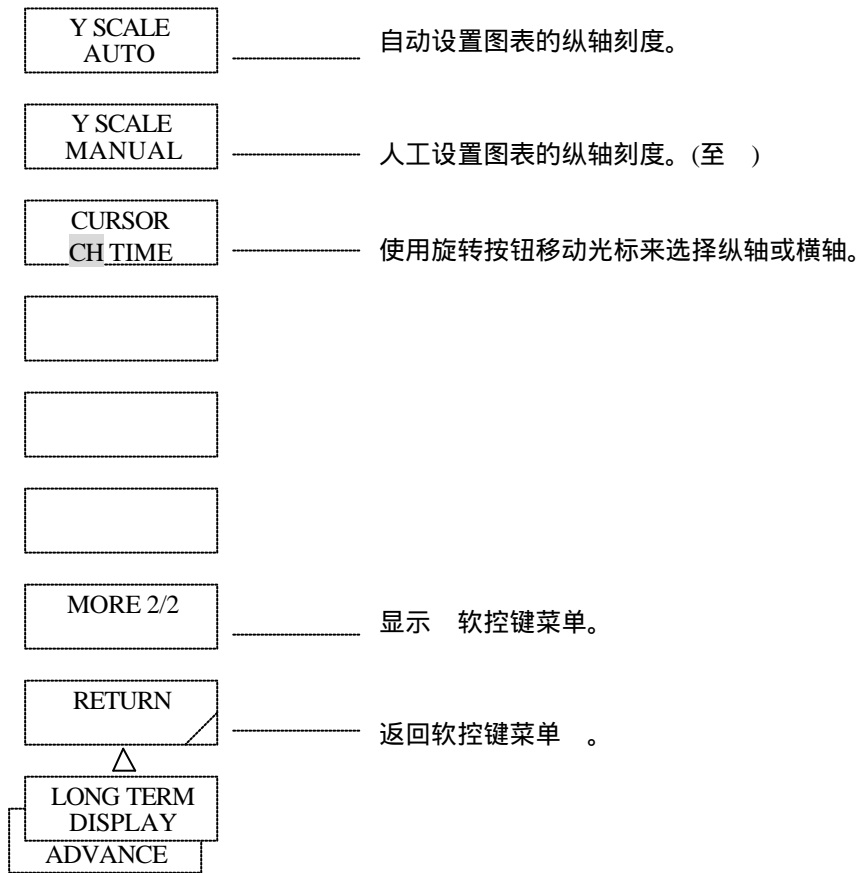 Y SCALE
AUTO
自动设置图表的纵轴刻度。
Y SCALE
MANUAL
人工设置图表的纵轴刻度。(至 )
CURSOR
CH TIME
使用旋转按钮移动光标来选择纵轴或横轴。
MORE 2/2
显示 软控键菜单。
RETURN
返回软控键菜单 。
LONG TERM
DISPLAY
ADVANCE